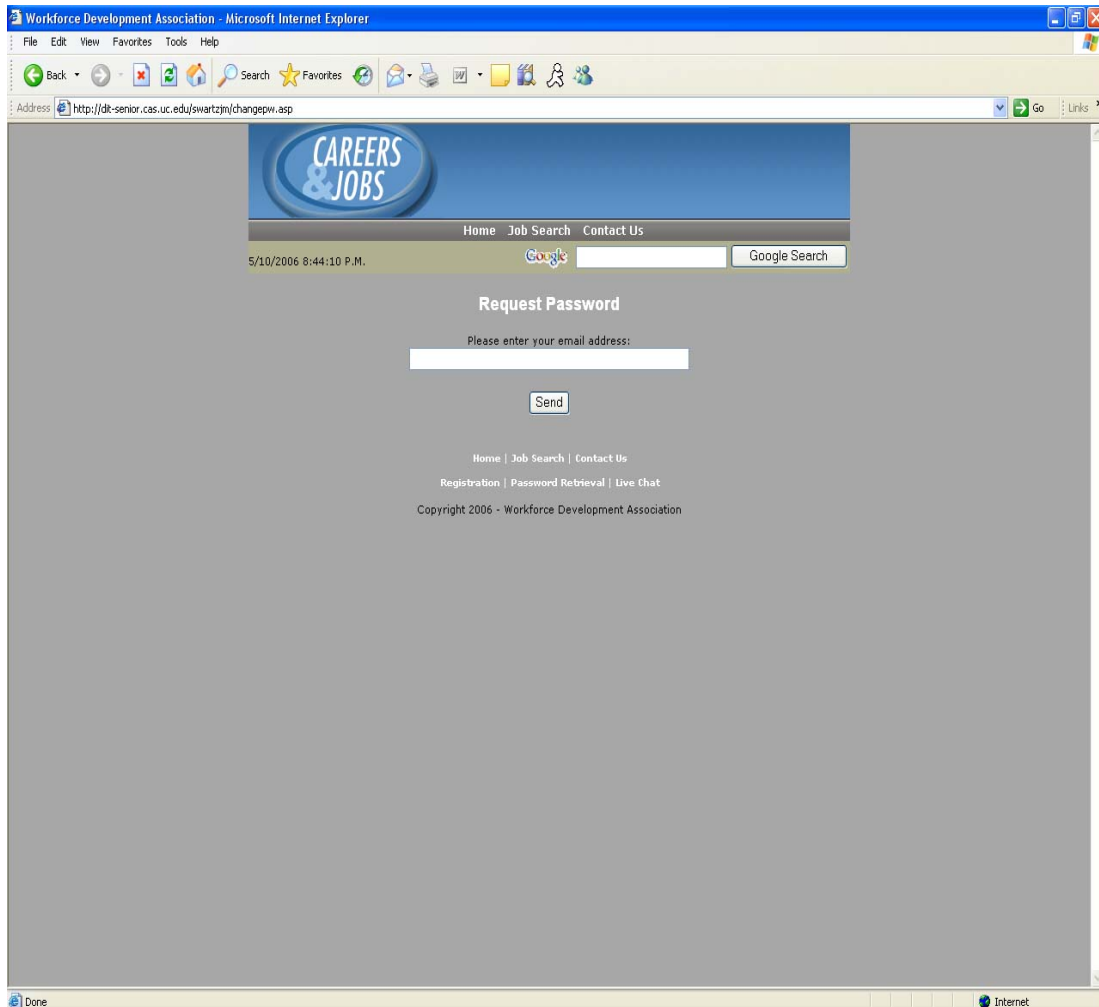 Workforce Development Association - Microsoft Internet Explorer
File Edit View Favorites Tools Help
Back Search Favorites
Address http://dit-senior.cas.uc.edu/swartzjm/changepw.asp Go Links
CAREERS
& JOBS
Home Job Search Contact Us
5/10/2006 8:44:10 P.M. Google Google Search
Request Password
Please enter your email address:
Send
Home | Job Search | Contact Us
Registration | Password Retrieval | Live Chat
Copyright 2006 - Workforce Development Association
Done Internet